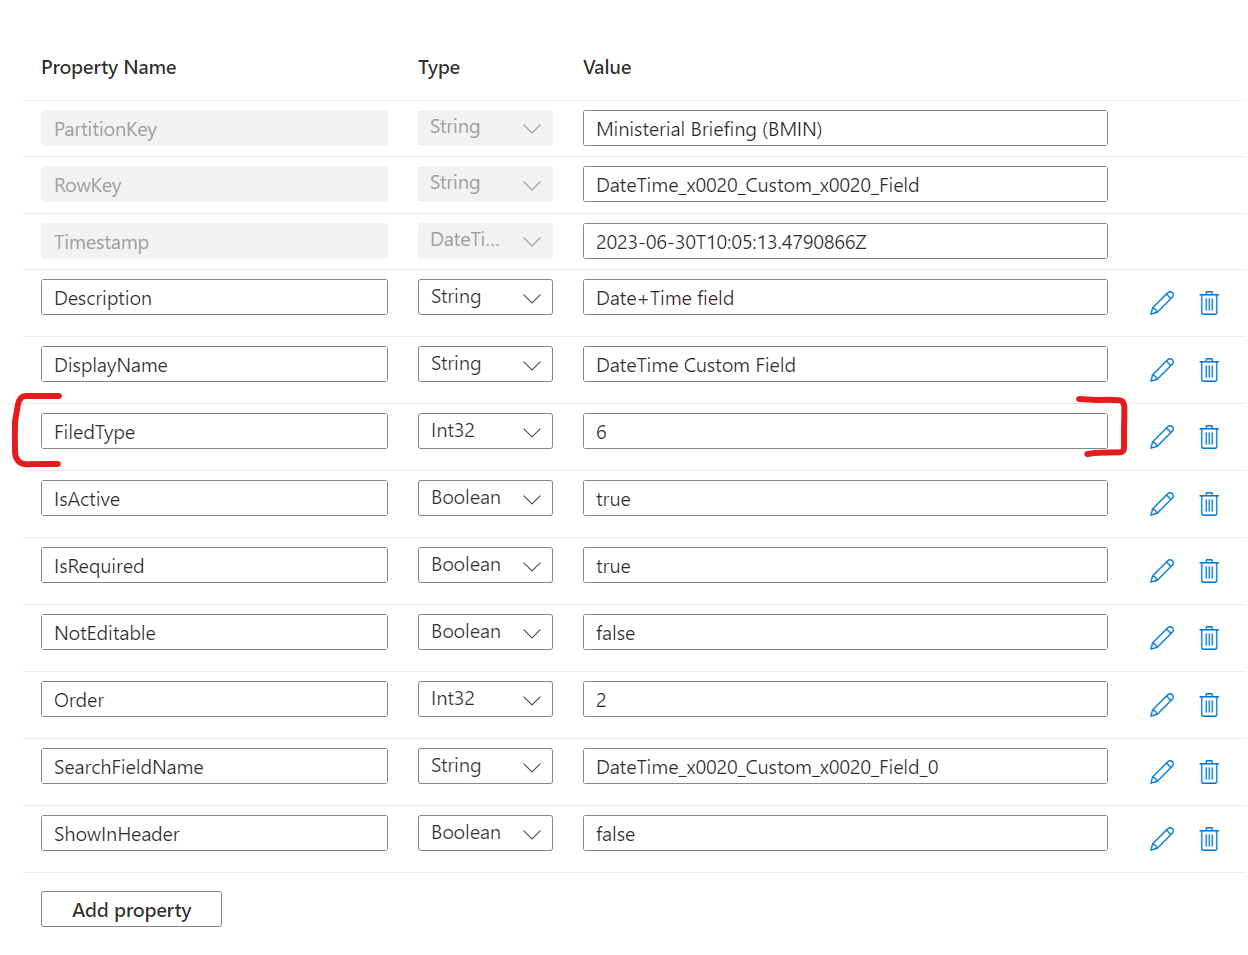 Property Name Type Value
PartitionKey String Ministerial Briefing (BMIN)
RowKey String DateTime_x0020_Custom_x0020_Field
Timestamp DateTi... 2023-06-30T10:05:13.4790866Z
Description String Date+Time field
DisplayName String DateTime Custom Field
FiledType Int32 6
IsActive Boolean true
IsRequired Boolean true
NotEditable Boolean false
Order Int32 2
SearchFieldName String DateTime_x0020_Custom_x0020_Field_0
ShowInHeader Boolean false
Add property